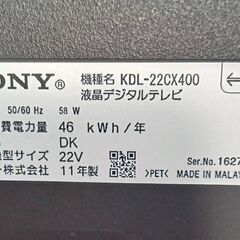 ONY® 機種名 KDL-22CX400
液晶デジタルテレビ
50/60 Hz 58 W
費電力量 46 kWh/年
DK
型サイズ 22V
ー株式会社 11年製
Ser.No.1627
>PET<
MADE IN MALAY